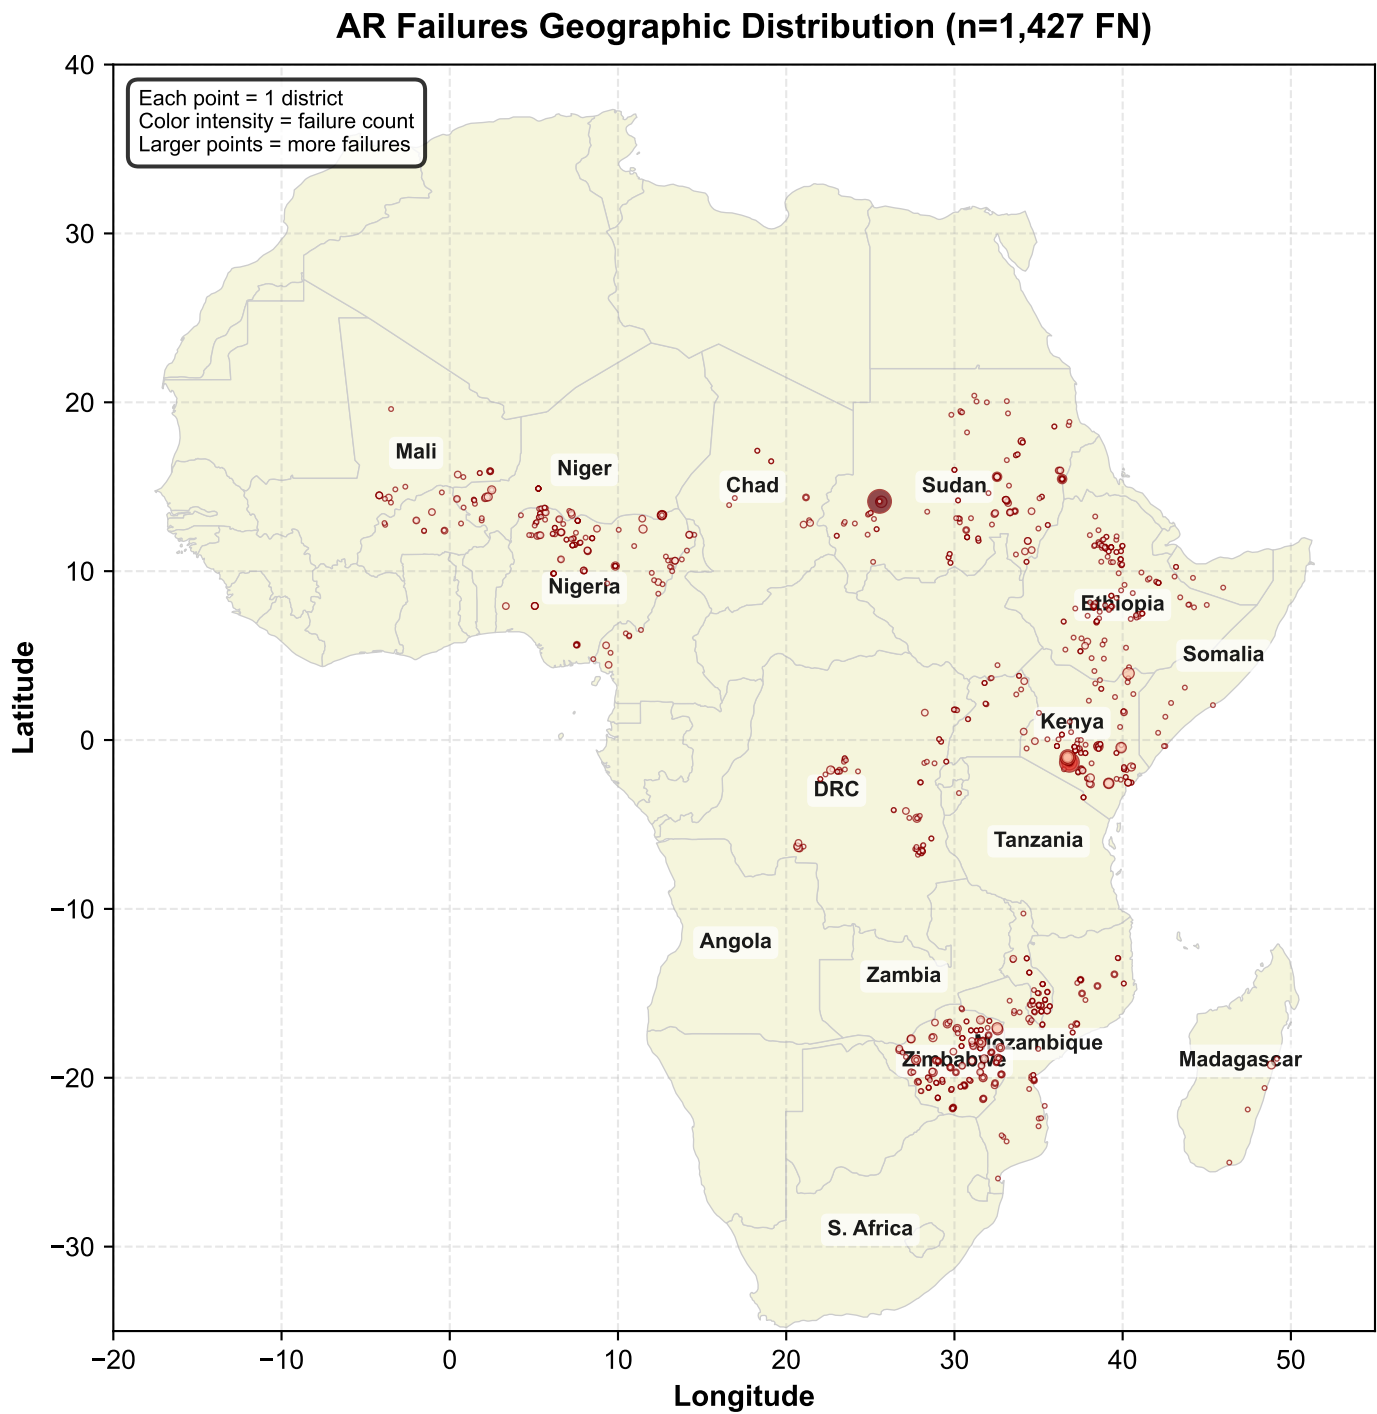 AR Failures Geographic Distribution (n=1,427 FN)
Each point = 1 district
Color intensity = failure count
Larger points = more failures
40
30
20
10
0
−10
−20
−30
Latitude
Mali
Niger
Chad
Sudan
Nigeria
Ethiopia
Somalia
Kenya
DRC
Tanzania
Angola
Zambia
Mozambique
Zimbabwe
Madagascar
S. Africa
−20
−10
0
10
20
30
40
50
Longitude